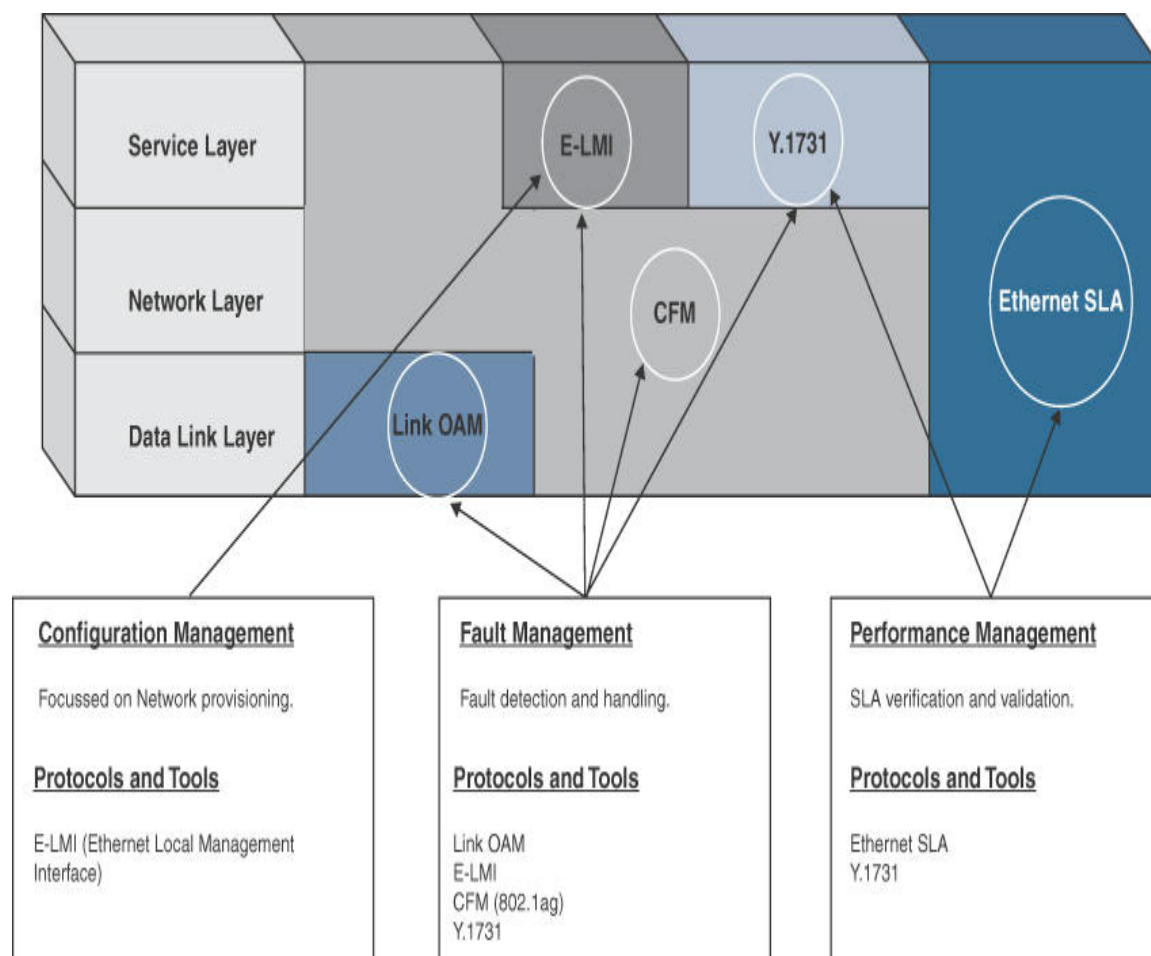 Service Layer
E-LMI
Y.1731
Network Layer
CFM
Ethernet SLA
Data Link Layer
Link OAM
Configuration Management
Focussed on Network provisioning.
Protocols and Tools
E-LMI (Ethernet Local Management
Interface)
Fault Management
Fault detection and handling.
Protocols and Tools
Link OAM
E-LMI
CFM (802.1ag)
Y.1731
Performance Management
SLA verification and validation.
Protocols and Tools
Ethernet SLA
Y.1731